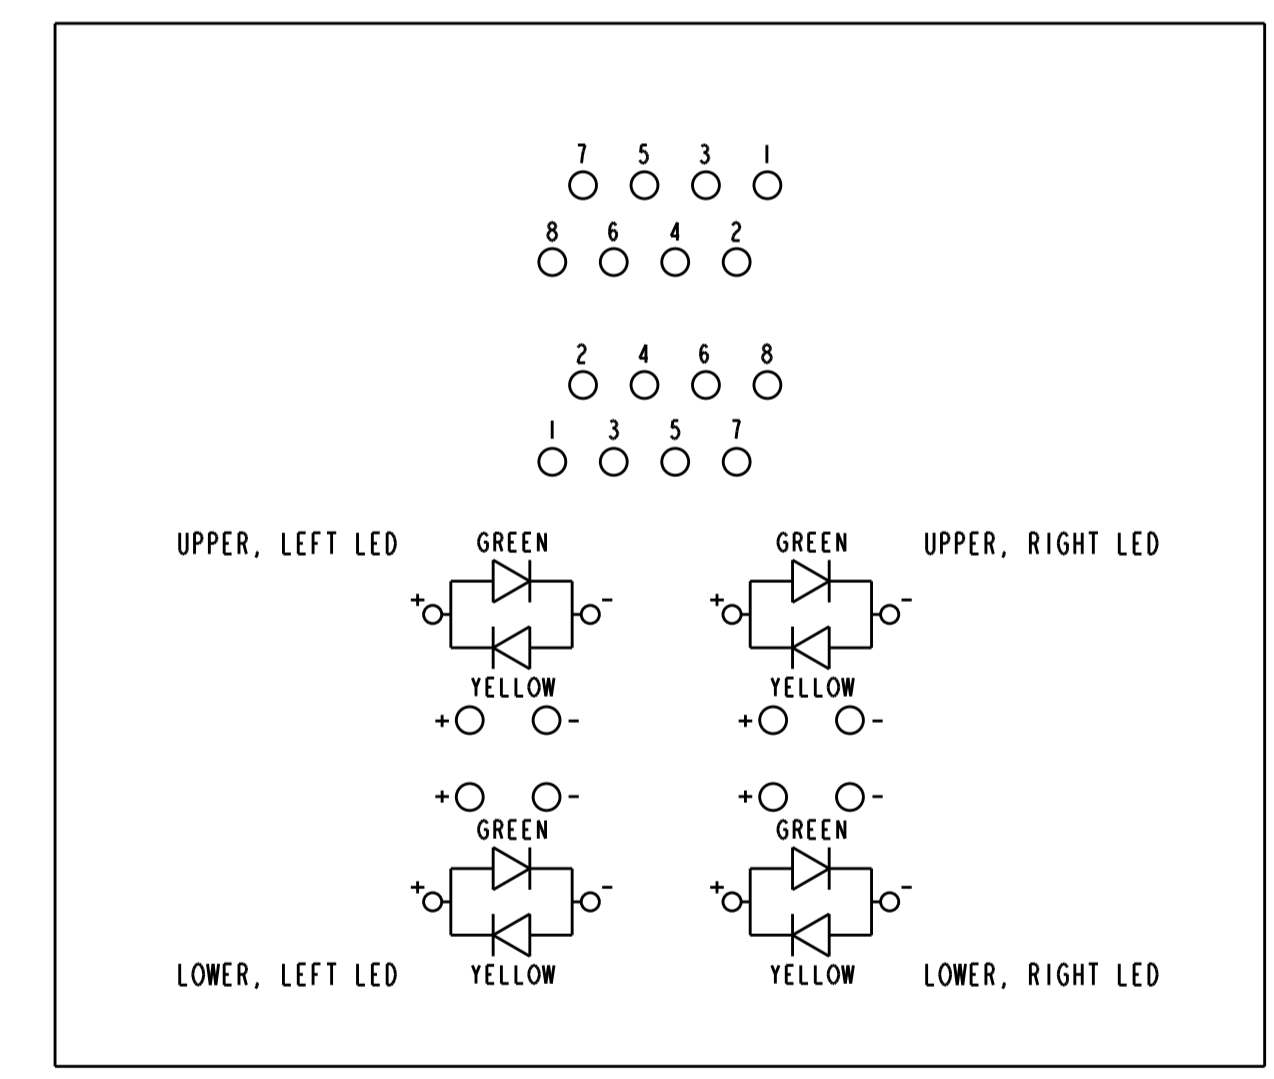 7 5 3 1
8 6 4 2
2 4 6 8
1 3 5 7
UPPER, LEFT LED GREEN GREEN UPPER, RIGHT LED
+ - + -
YELLOW YELLOW
+ - + -
+ - + -
GREEN GREEN
+ - + -
LOWER, LEFT LED YELLOW YELLOW LOWER, RIGHT LED